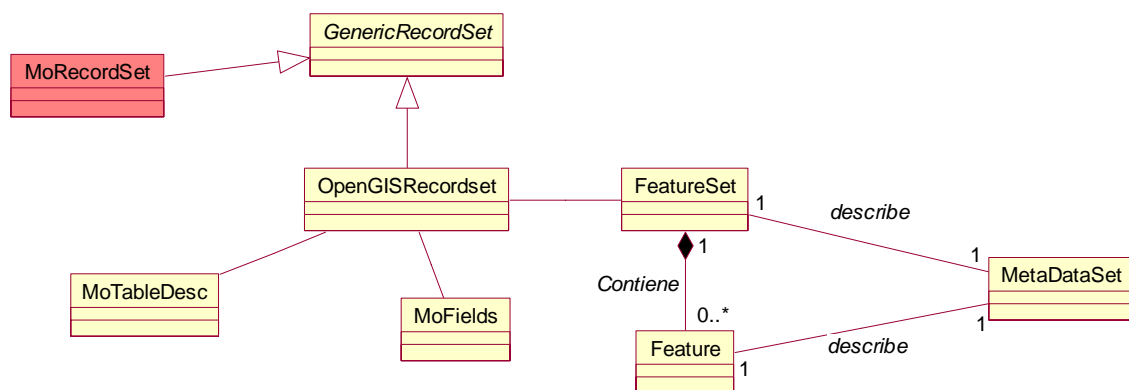 GenericRecordSet
MoRecordSet
OpenGISRecordset
FeatureSet
1
describe
1
1
MetaDataSet
MoTableDesc
Contiene
MoFields
0..*
1
Feature
1
describe